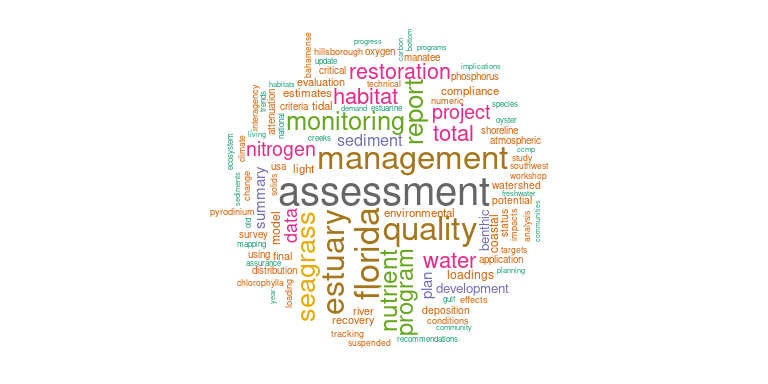 progress
bottom
carbon
programs
bahamense
hillsborough
oxygen
update
manatee
critical
restoration
implications
phosphorus
habitats
evaluation
technical
compliance
interagency
trends
estimates
habitat
report
numeric
species
attenuation
criteria
tidal
demand
estuarine
project
oyster
national
monitoring
total
shoreline
living
creeks
sediment
atmospheric
ecosystem
climate
nitrogen
management
ccmp
study
usa
light
southwest
workshop
sediments
change
solids
assessment
watershed
freshwater
summary
potential
pyrodinium
data
environmental
communities
old
model
seagrass
estuary
florida
quality
benthic
coastal
status
impacts
analysis
survey
mapping
targets
using
final
nutrient
program
water
application
assurance
distribution
plan
loadings
planning
chlorophylla
loading
development
year
gulf
effects
river
deposition
recovery
conditions
community
tracking
suspended
recommendations